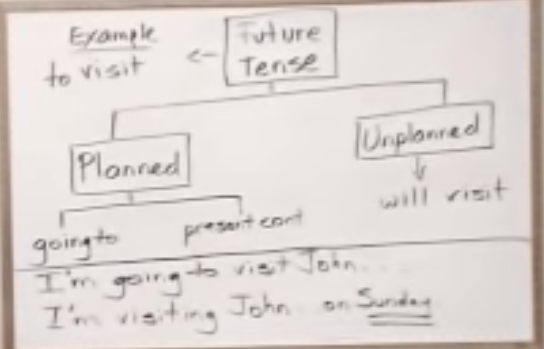 Example
to visit
Future
Tense
Planned
Unplanned
will visit
going to
present cont
I'm going to visit John....
I'm visiting John on Sunday